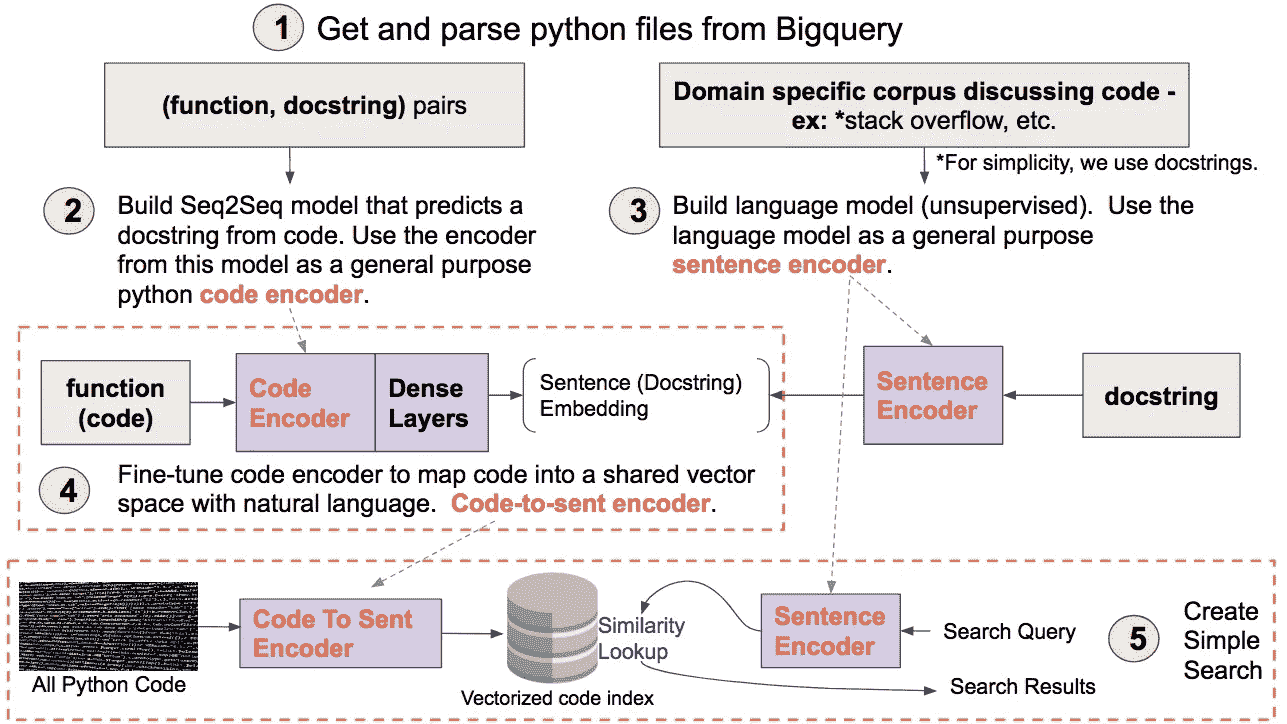 1 Get and parse python files from Bigquery
(function, docstring) pairs
Domain specific corpus discussing code -
ex: *stack overflow, etc.
*For simplicity, we use docstrings.
2
Build Seq2Seq model that predicts a
docstring from code. Use the encoder
from this model as a general purpose
python code encoder.
3
Build language model (unsupervised). Use the
language model as a general purpose
sentence encoder.
function
(code)
Code
Encoder
Dense
Layers
Sentence (Docstring)
Embedding
Sentence
Encoder
docstring
4
Fine-tune code encoder to map code into a shared vector
space with natural language. Code-to-sent encoder.
All Python Code
Code To Sent
Encoder
Vectorized code index
Similarity
Lookup
Sentence
Encoder
Search Query
Search Results
5
Create
Simple
Search